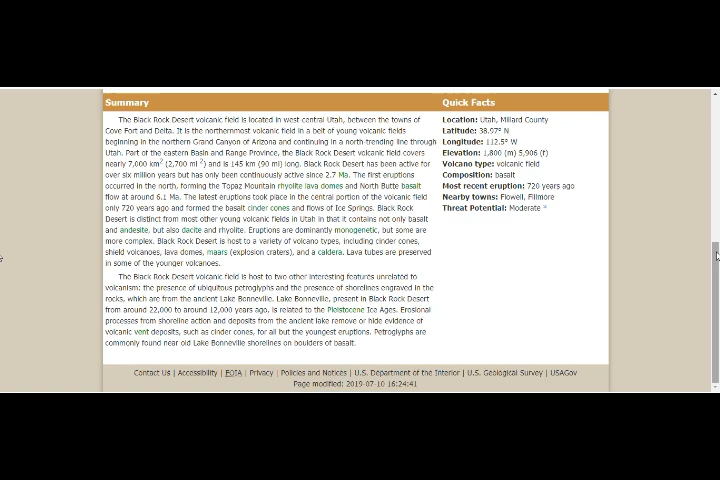 Summary
The Black Rock Desert volcanic field is located in west central Utah, between the towns of
Cove Fort and Delta. It is the northernmost volcanic field in a belt of young volcanic fields
beginning in the northern Grand Canyon of Arizona and continuing in a north-trending line through
Utah. Part of the eastern Basin and Range Province, the Black Rock Desert volcanic field covers
nearly 7,000 km2 (2,700 mi 2) and is 145 km (90 mi) long. Black Rock Desert has been active for
over six million years but has only been continuously active since 2.7 Ma. The first eruptions
occurred in the north, forming the Topaz Mountain rhyolite lava domes and North Butte basalt
flow at around 6.1 Ma. The latest eruptions took place in the central portion of the volcanic field
only 720 years ago and formed the basalt cinder cones and flows of Ice Springs. Black Rock
Desert is distinct from most other young volcanic fields in Utah in that it contains not only basalt
and andesite, but also dacite and rhyolite. Eruptions are dominantly monogenetic, but some are
more complex. Black Rock Desert is host to a variety of volcano types, including cinder cones,
shield volcanoes, lava domes, maars (explosion craters), and a caldera. Lava tubes are preserved
in some of the younger volcanoes.
The Black Rock Desert volcanic field is host to two other interesting features unrelated to
volcanism: the presence of ubiquitous petroglyphs and the presence of shorelines engraved in the
rocks, which are from the ancient Lake Bonneville. Lake Bonneville, present in Black Rock Desert
from around 22,000 to around 12,000 years ago, is related to the Pleistocene Ice Ages. Erosional
processes from shoreline action and deposits from the ancient lake remove or hide evidence of
volcanic vent deposits, such as cinder cones, for all but the youngest eruptions. Petroglyphs are
commonly found near old Lake Bonneville shorelines on boulders of basalt.
Quick Facts
Location: Utah, Millard County
Latitude: 38.97° N
Longitude: 112.5° W
Elevation: 1,800 (m) 5,906 (f)
Volcano type: volcanic field
Composition: basalt
Most recent eruption: 720 years ago
Nearby towns: Flowell, Fillmore
Threat Potential: Moderate *
Contact Us | Accessibility | FOIA | Privacy | Policies and Notices | U.S. Department of the Interior | U.S. Geological Survey | USAGov
Page modified: 2019-07-10 16:24:41